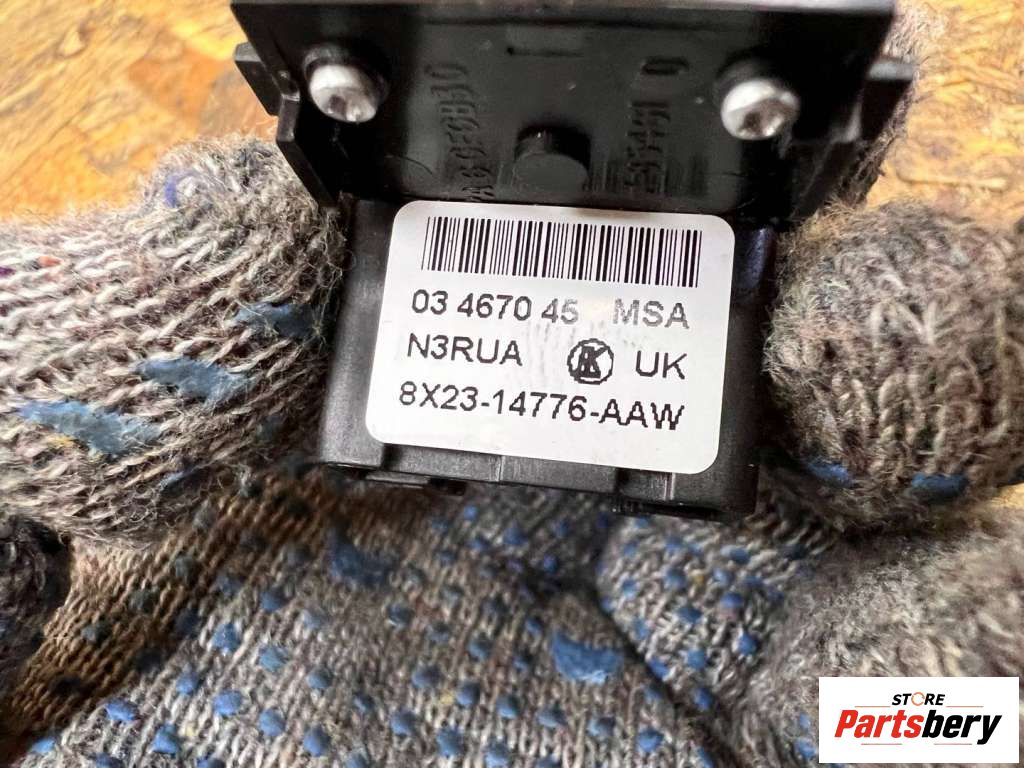 03 4670 45 MSA
N3RUA UK
8X23-14776-AAW
STORE
Partsbery